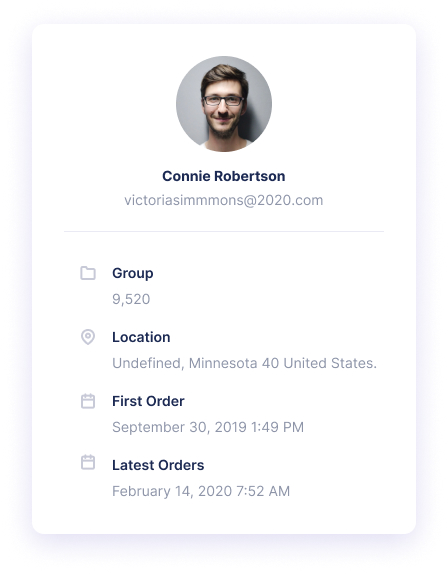 Connie Robertson
victoriasimmmons@2020.com
Group
9,520
Location
Undefined, Minnesota 40 United States.
First Order
September 30, 2019 1:49 PM
Latest Orders
February 14, 2020 7:52 AM